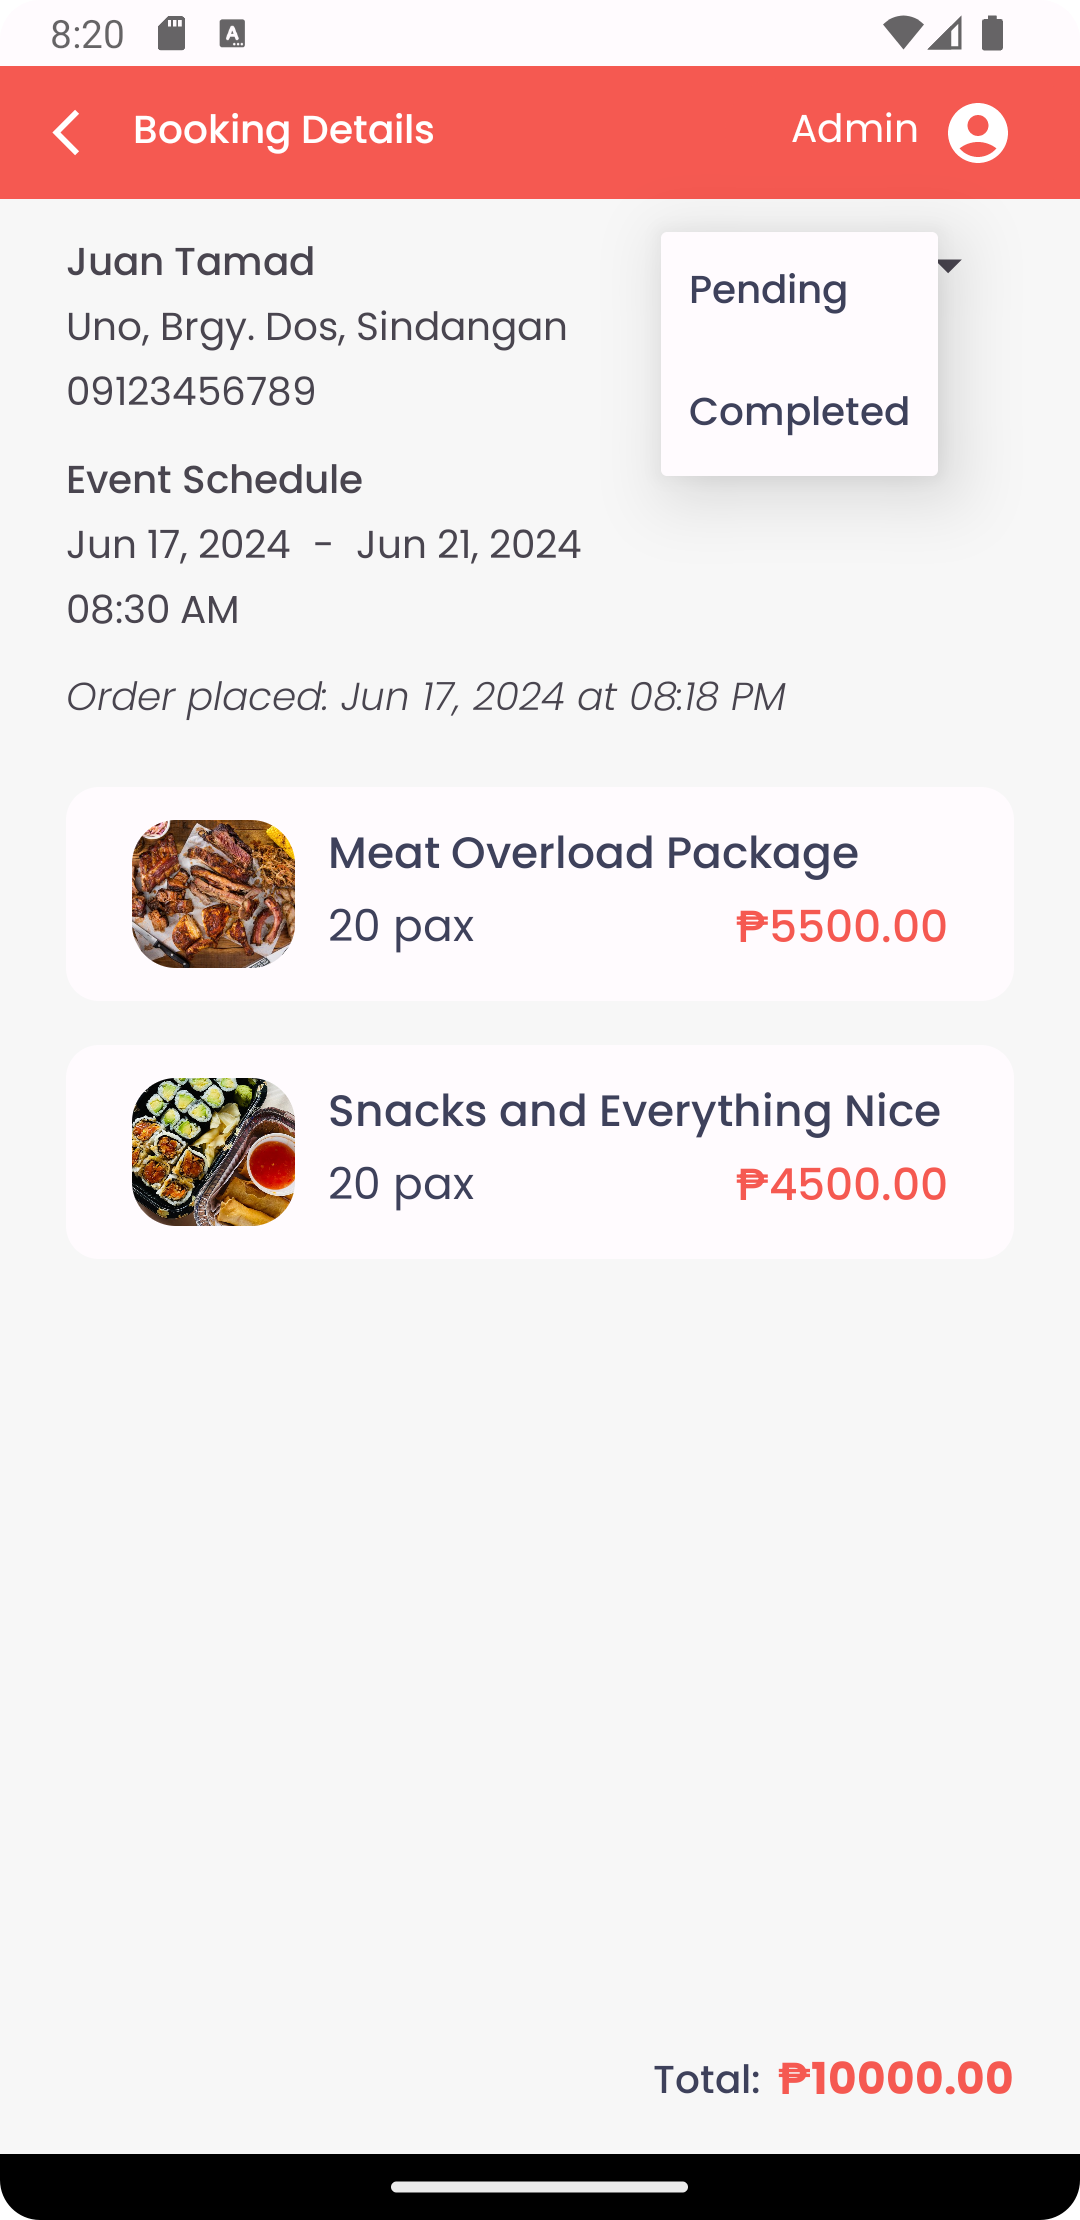 8:20
Booking Details
Admin
Juan Tamad
Pending
Uno, Brgy. Dos, Sindangan
09123456789
Completed
Event Schedule
Jun 17, 2024 - Jun 21, 2024
08:30 AM
Order placed: Jun 17, 2024 at 08:18 PM
Meat Overload Package
20 pax ₱5500.00
Snacks and Everything Nice
20 pax ₱4500.00
Total: ₱10000.00